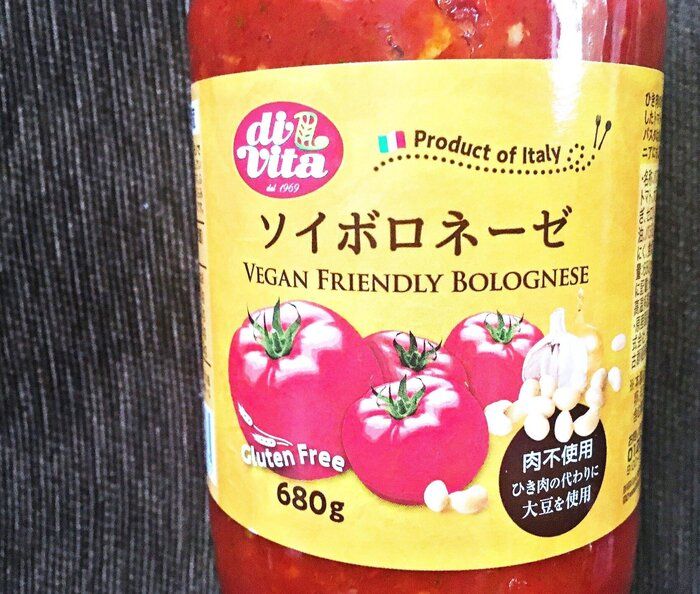 di
Vita
dal 1969
Product of Italy
ソイボロネーゼ
VEGAN FRIENDLY BOLOGNESE
Gluten Free
680g
肉不使用
ひき肉の代わりに
大豆を使用